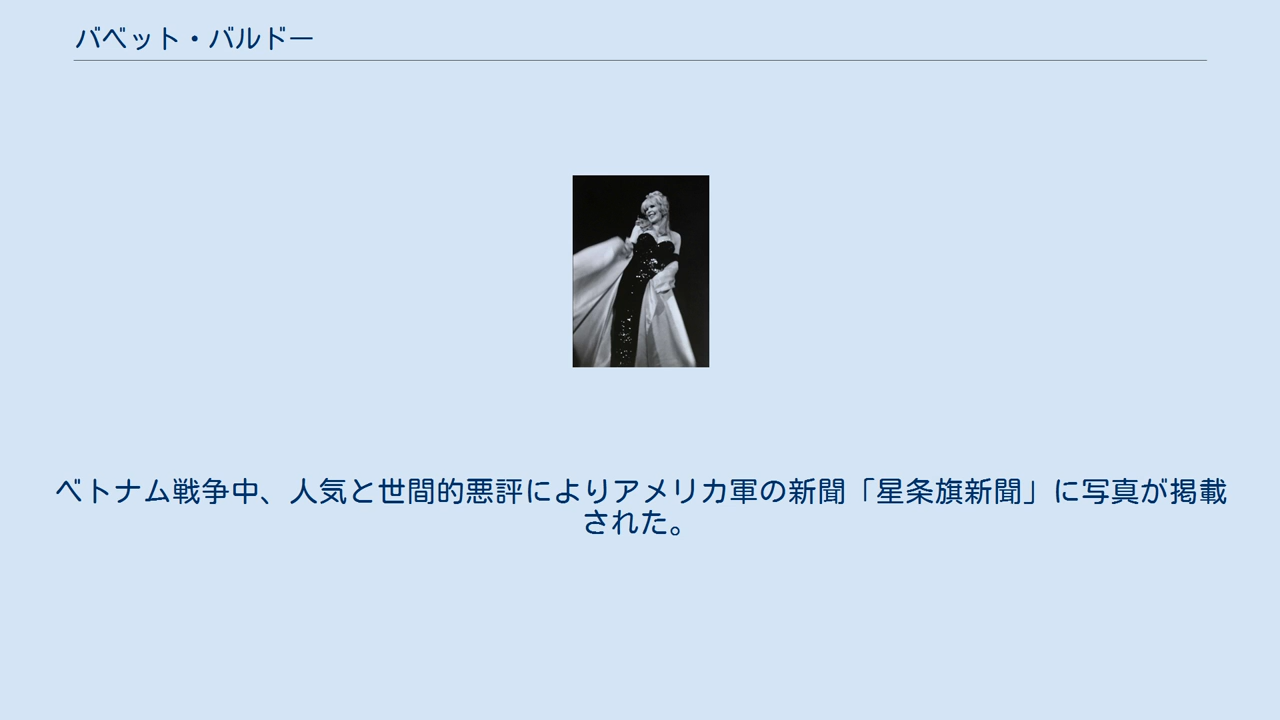 バベット・バルドー
ベトナム戦争中、人気と世間的悪評によりアメリカ軍の新聞「星条旗新聞」に写真が掲載
された。